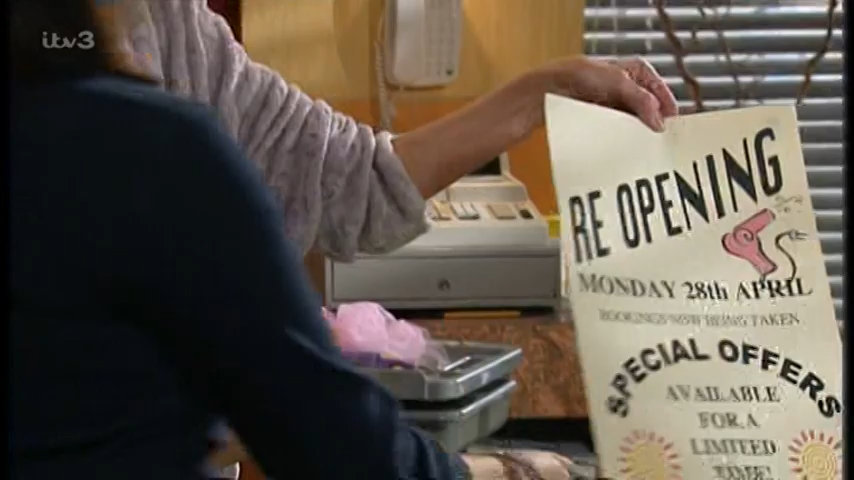 itv3
RE OPENING
MONDAY 28th APRIL
BOOKINGS NOW BEING TAKEN
SPECIAL OFFERS
AVAILABLE
FOR A
LIMITED
TIME!